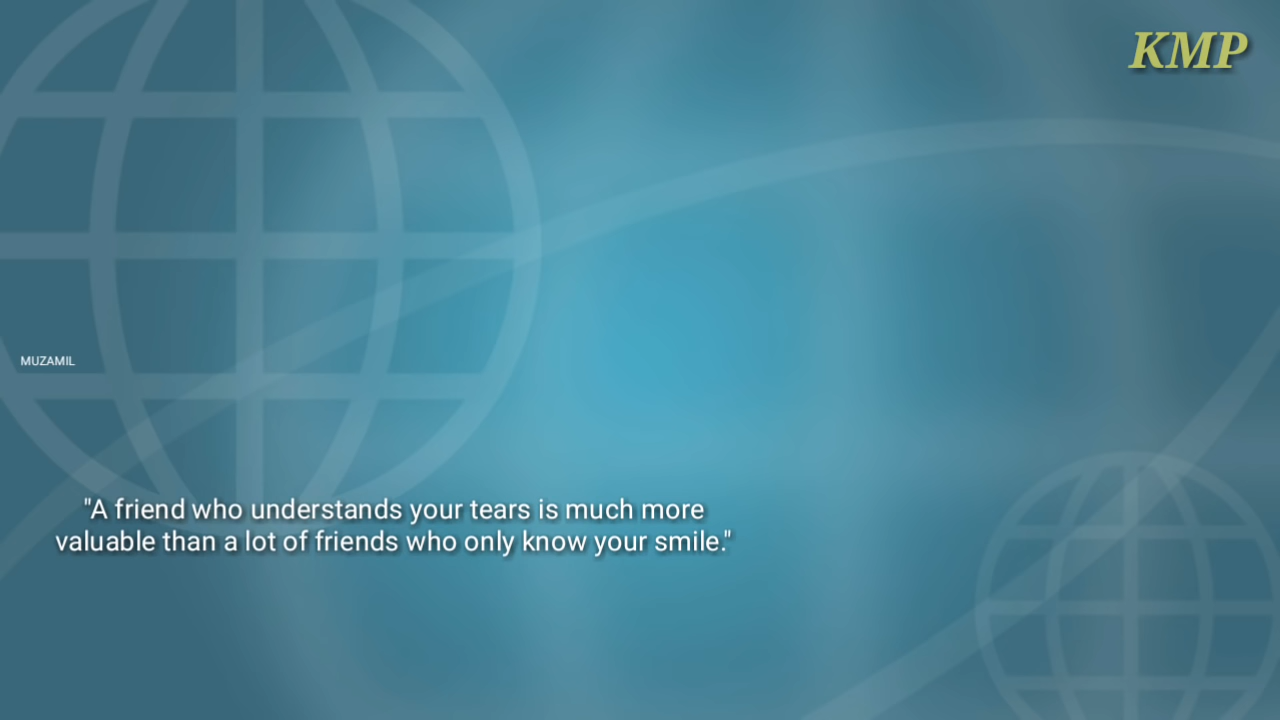 KMP
MUZAMIL
"A friend who understands your tears is much more
valuable than a lot of friends who only know your smile."